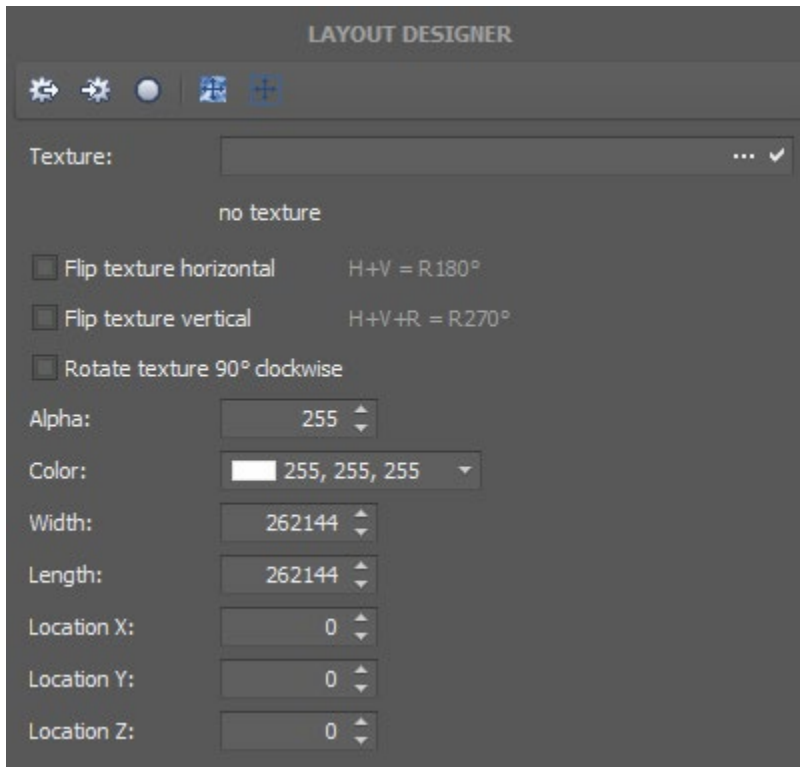 LAYOUT DESIGNER
Texture: ...
no texture
Flip texture horizontal H+V = R180°
Flip texture vertical H+V+R = R270°
Rotate texture 90° clockwise
Alpha: 255
Color: 255, 255, 255
Width: 262144
Length: 262144
Location X: 0
Location Y: 0
Location Z: 0